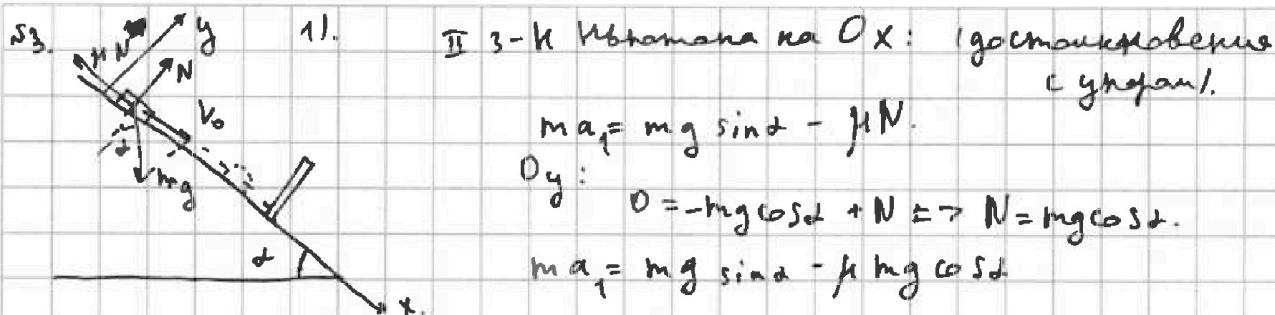 №3. 1). II З-н Ньютона на Ox: (до столкновения
с упором).
μN y
N
V₀
ma₁ = mg sinα - μN.
Oy:
mg
0 = -mg cosα + N => N = mg cosα.
α
ma₁ = mg sinα - μ mg cosα
x.